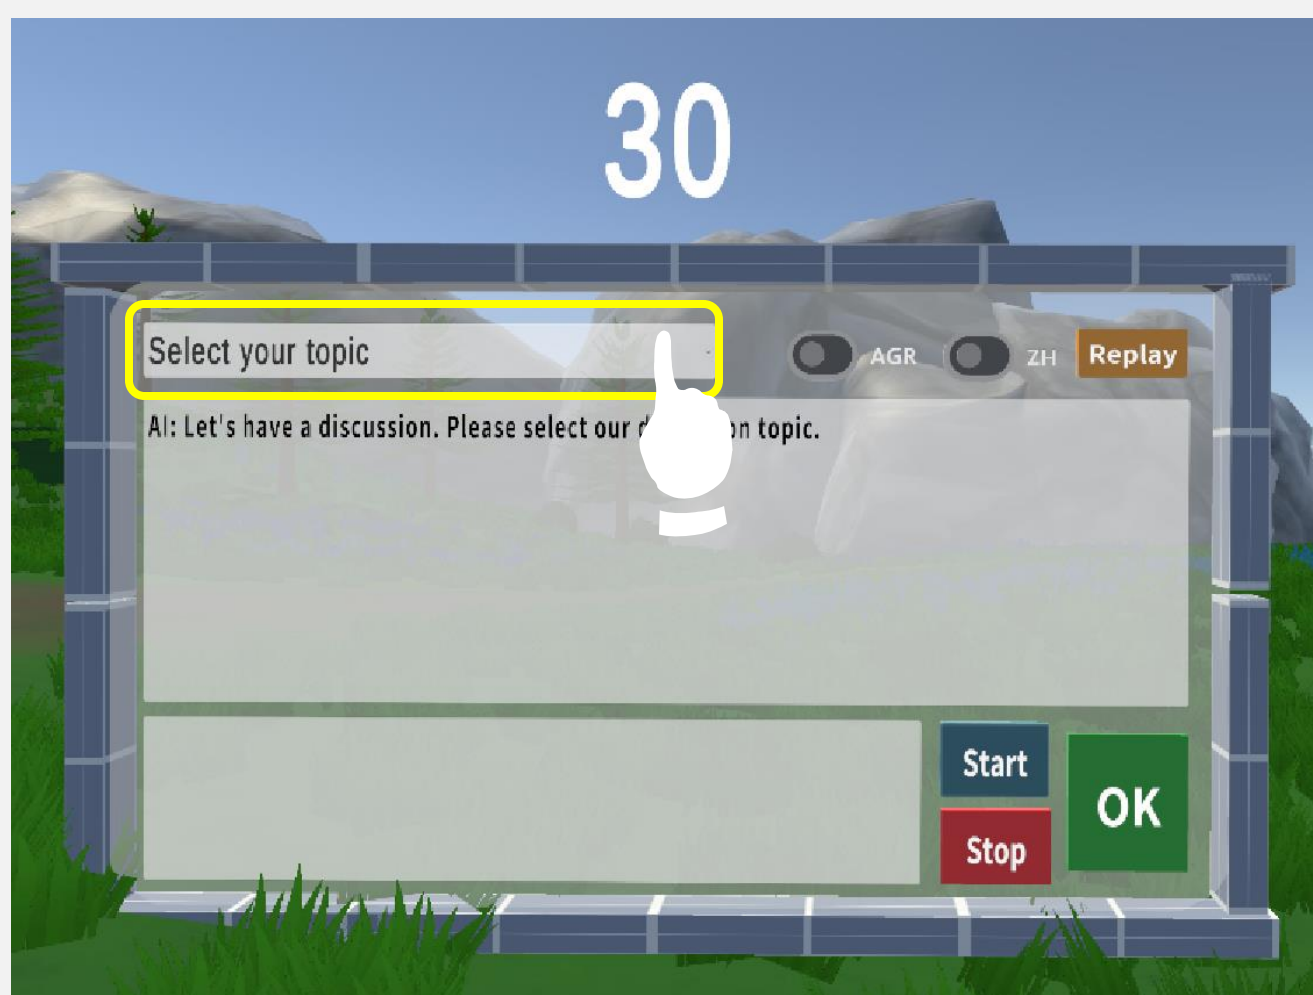 30
Select your topic
AGR
ZH
Replay
AI: Let's have a discussion. Please select our on topic.
Start
OK
Stop